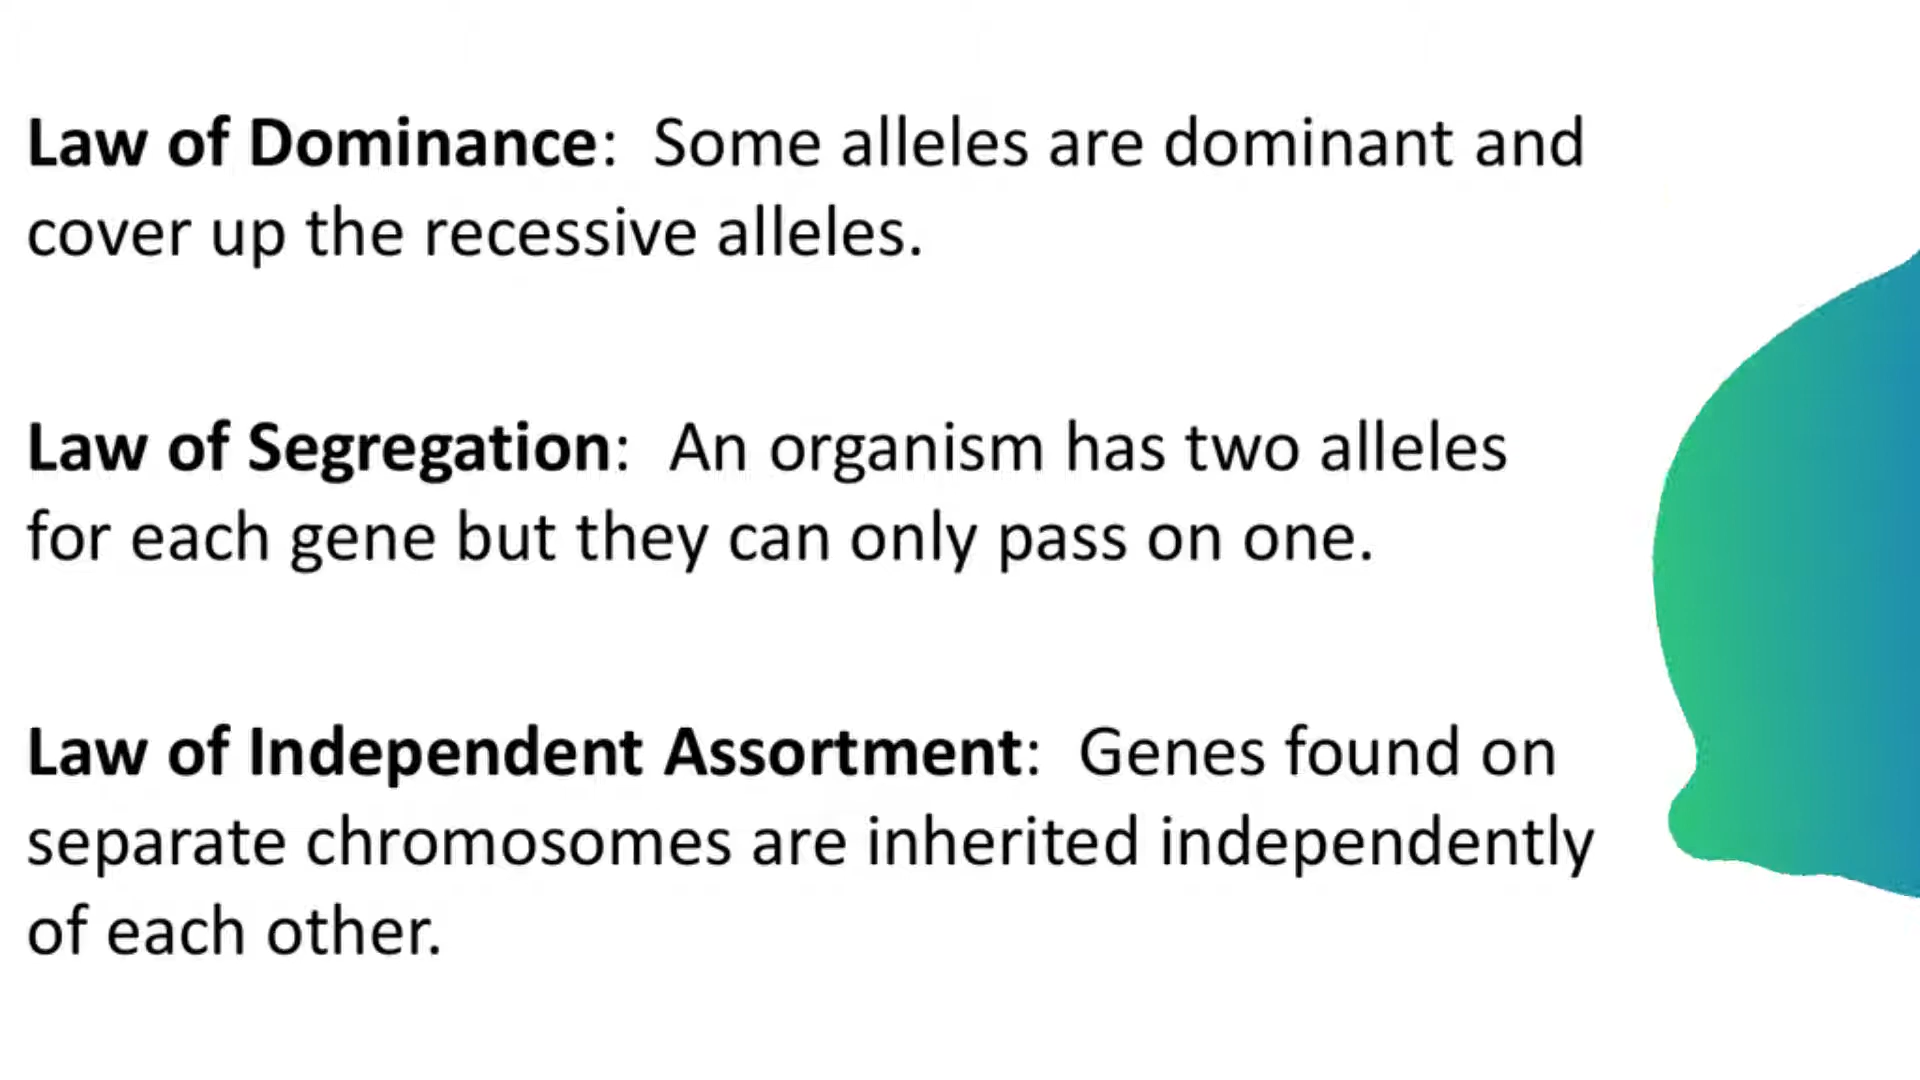 Law of Dominance:  Some alleles are dominant and
cover up the recessive alleles.
Law of Segregation:  An organism has two alleles
for each gene but they can only pass on one.
Law of Independent Assortment:  Genes found on
separate chromosomes are inherited independently
of each other.